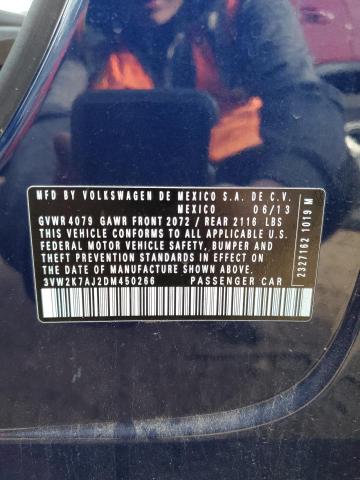 MFD BY VOLKSWAGEN DE MEXICO S.A. DE C.V.
MEXICO 06/13
GVWR 4079 GAWR FRONT 2072 / REAR 2116 LBS
THIS VEHICLE CONFORMS TO ALL APPLICABLE U.S.
FEDERAL MOTOR VEHICLE SAFETY, BUMPER AND
THEFT PREVENTION STANDARDS IN EFFECT ON
THE DATE OF MANUFACTURE SHOWN ABOVE.
3VW2K7AJ2DM450266 PASSENGER CAR
2327162 1019 M